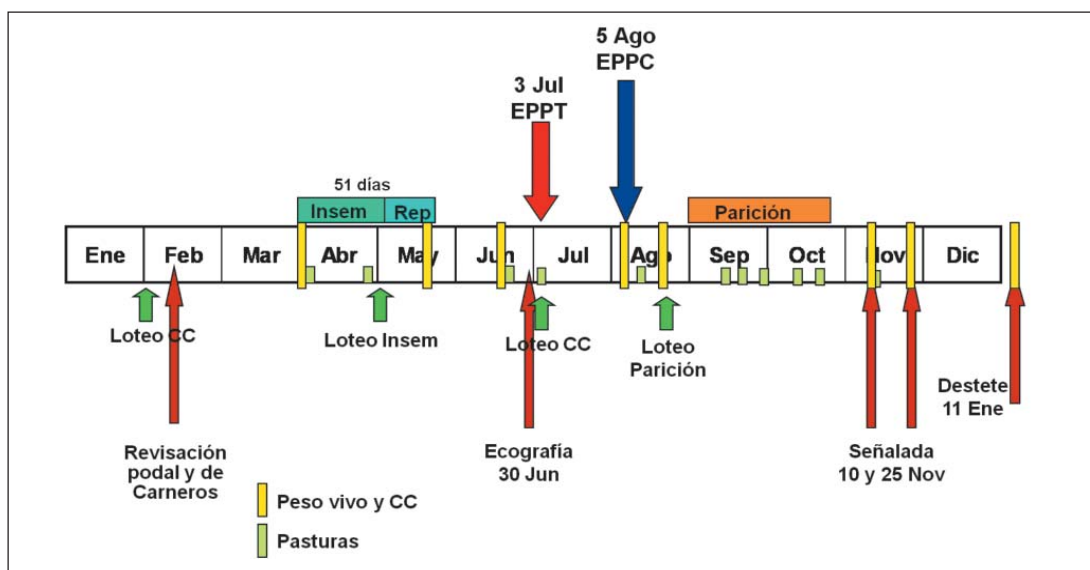 5 Ago
EPPC
3 Jul
EPPT
51 días
Insem
Rep
Parición
Ene
Feb
Mar
Abr
May
Jun
Jul
Ago
Sep
Oct
Nov
Dic
Loteo CC
Loteo Insem
Loteo CC
Loteo
Parición
Destete
11 Ene
Revisación
podal y de
Carneros
Ecografía
30 Jun
Señalada
10 y 25 Nov
Peso vivo y CC
Pasturas